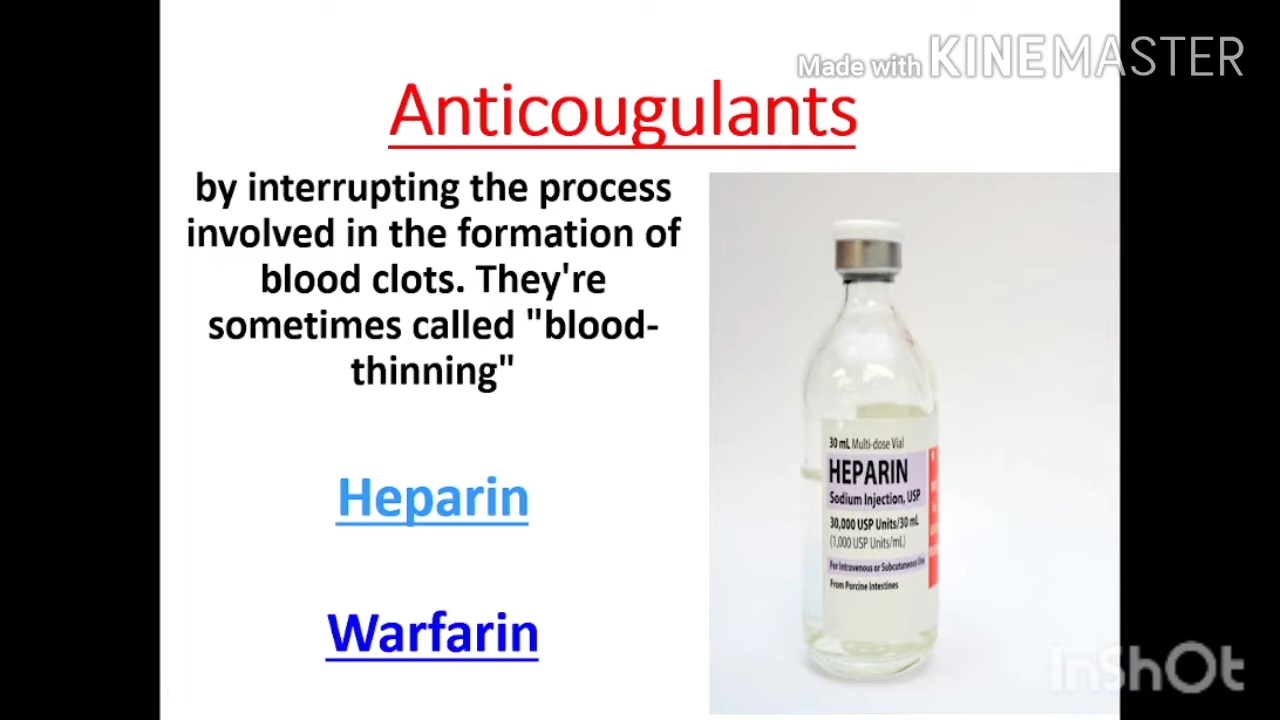 Made with KINEMASTER
Anticougulants
by interrupting the process
involved in the formation of
blood clots. They're
sometimes called "blood-
thinning"
Heparin
Warfarin
30 mL Multi-dose Vial
HEPARIN
Sodium Injection, USP
30,000 USP Units/30 mL
(1,000 USP Units/mL)
For Intravenous or Subcutaneous Use
From Porcine Intestines
InShOt